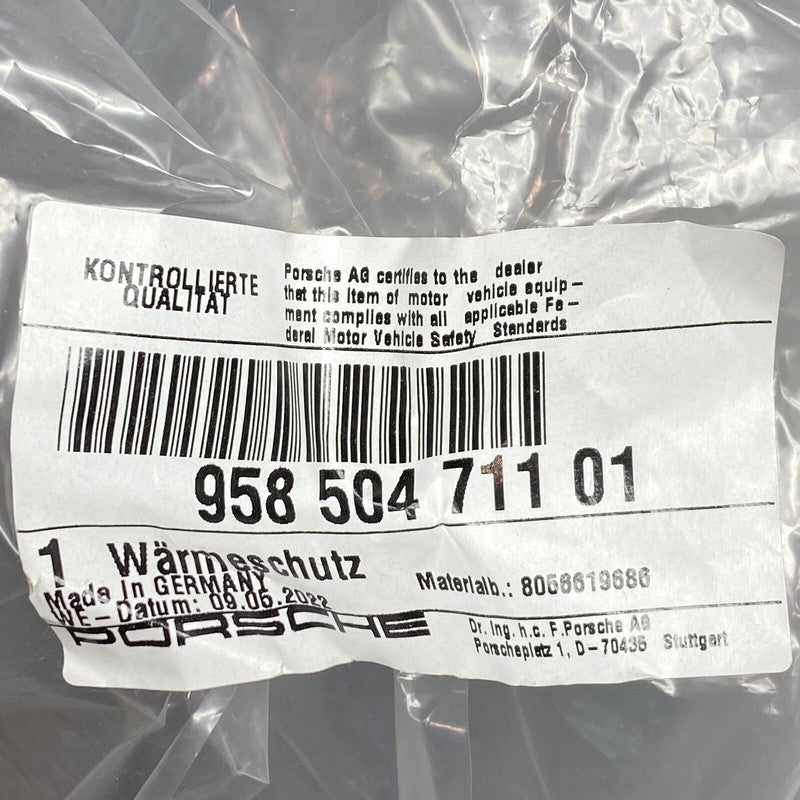 KONTROLLIERTE
QUALITÄT
Porsche AG certifies to the dealer
that this item of motor vehicle equip-
ment complies with all applicable Fe-
deral Motor Vehicle Safety Standards
958 504 711 01
1 Wärmeschutz
Made in GERMANY
WE-Datum: 09.05.2022
Materialb.: 8056619686
PORSCHE
Dr. Ing. h.c. F.Porsche AG
Porscheplatz 1, D-70435 Stuttgart